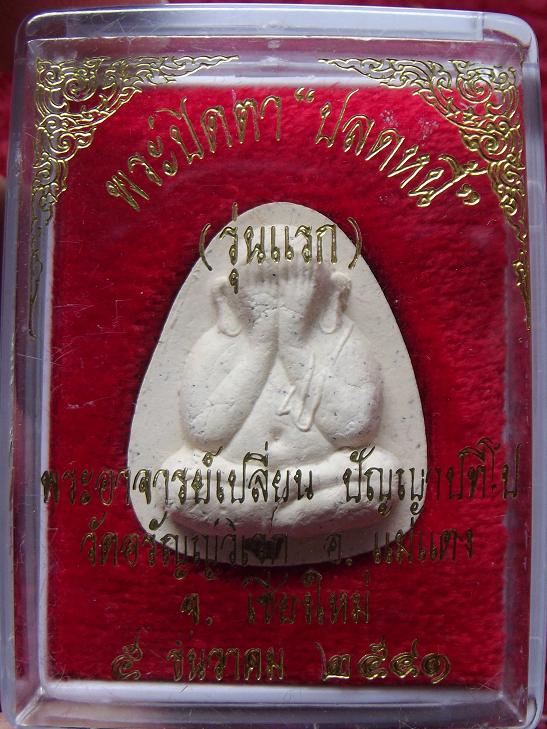 พระปิดตา "ปลดหนี้"
(รุ่นแรก)
พระอาจารย์เปลี่ยน ปัญญาปทีโป
วัดอรัญญวิเวก อ. แม่แตง
จ. เชียงใหม่
๕ ธันวาคม ๒๕๔๑